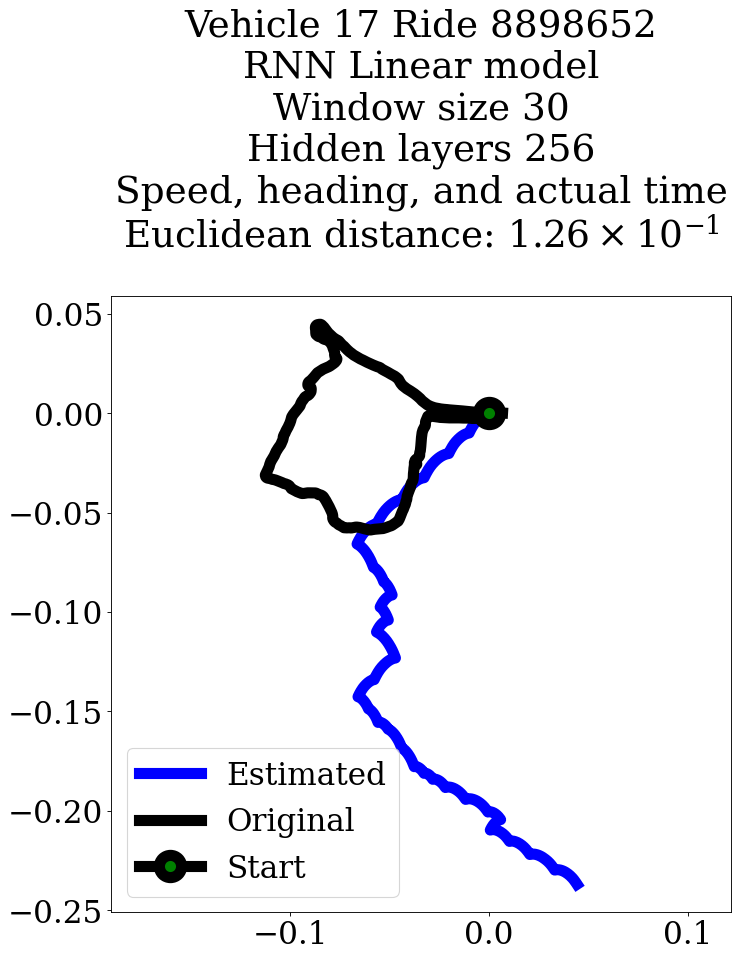 Vehicle 17 Ride 8898652
RNN Linear model
Window size 30
Hidden layers 256
Speed, heading, and actual time
Euclidean distance: 1.26 × 10⁻¹
0.05
0.00
−0.05
−0.10
−0.15
−0.20
−0.25
Estimated
Original
Start
−0.1 0.0 0.1